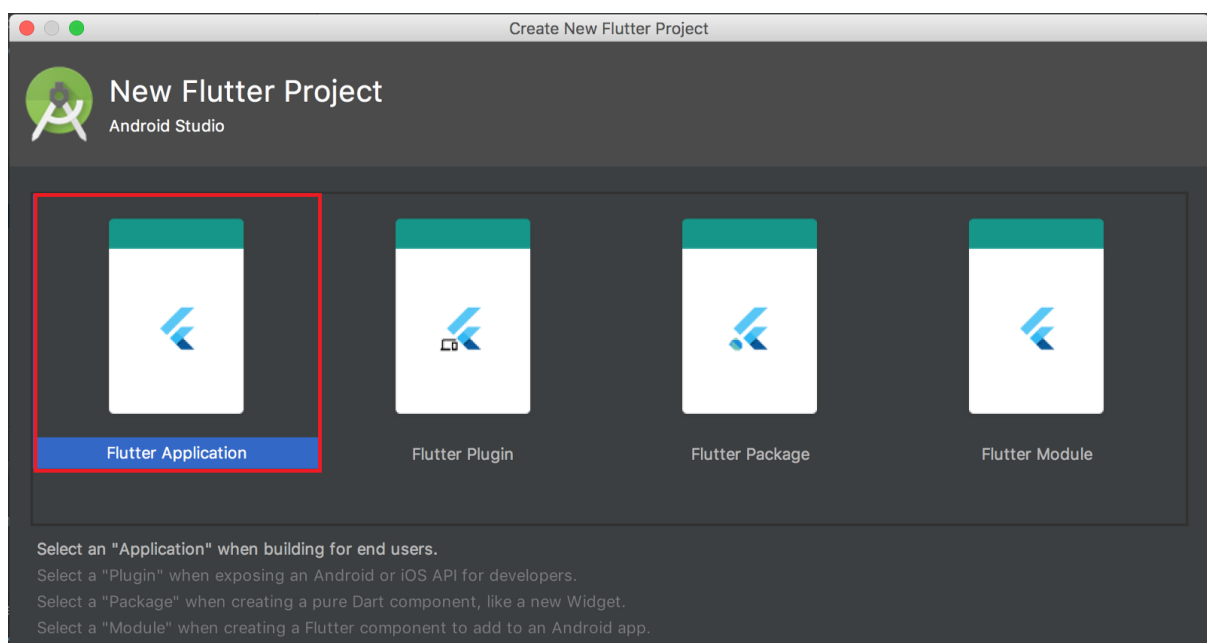 Create New Flutter Project
New Flutter Project
Android Studio
Flutter Application
Flutter Plugin
Flutter Package
Flutter Module
Select an "Application" when building for end users.
Select a "Plugin" when exposing an Android or iOS API for developers.
Select a "Package" when creating a pure Dart component, like a new Widget.
Select a "Module" when creating a Flutter component to add to an Android app.